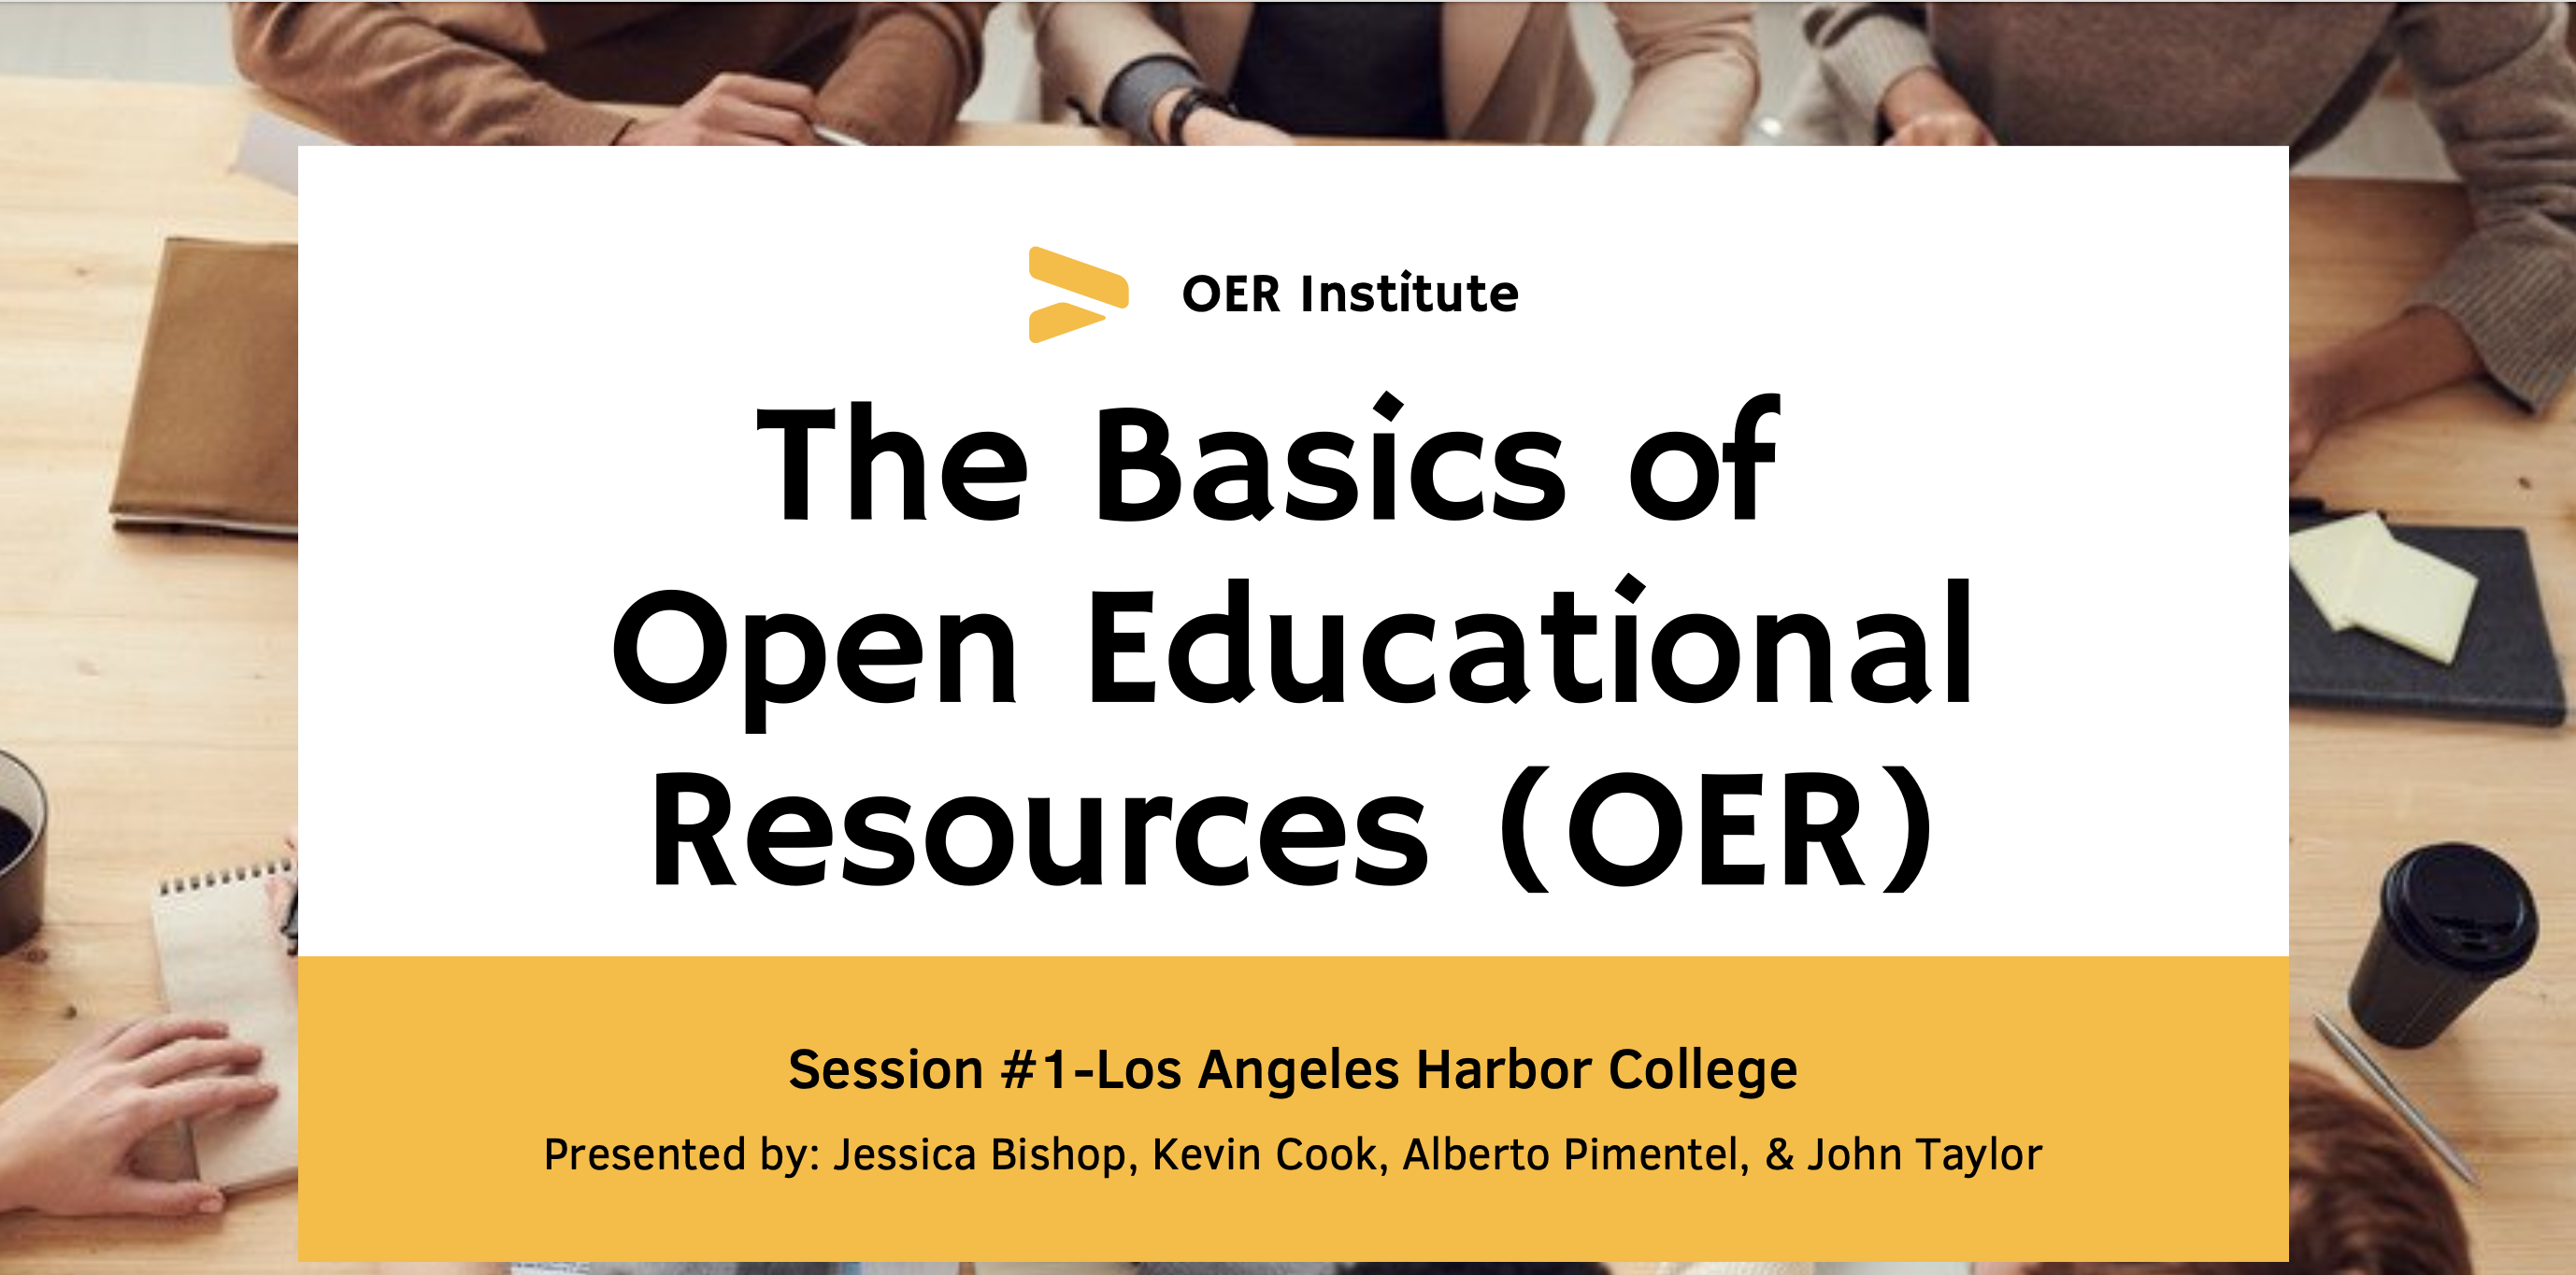 OER Institute
The Basics of
Open Educational
Resources (OER)
Session #1-Los Angeles Harbor College
Presented by: Jessica Bishop, Kevin Cook, Alberto Pimentel, & John Taylor